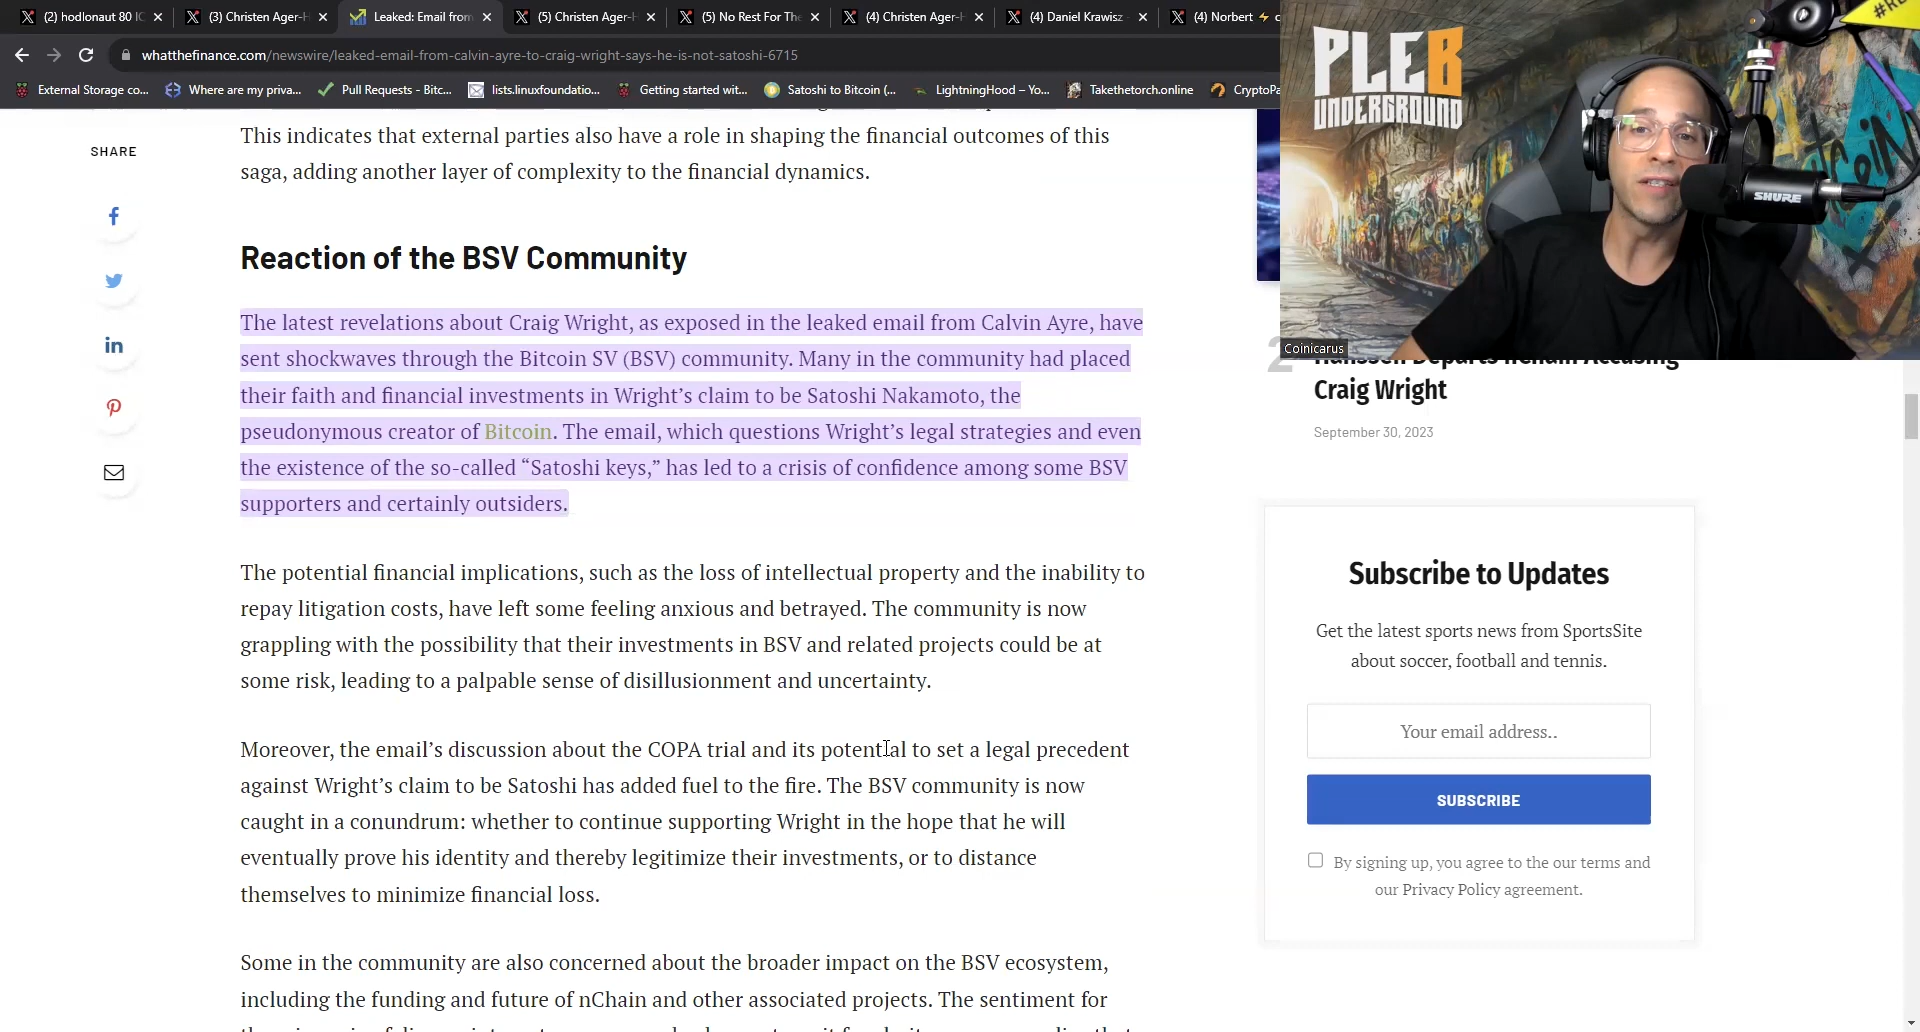 (2) hodlonaut 80 IC
(3) Christen Ager-H
Leaked: Email from
(5) Christen Ager-H
(5) No Rest For The
(4) Christen Ager-H
(4) Daniel Krawisz
(4) Norbert ⚡ c
whatthefinance.com/newswire/leaked-email-from-calvin-ayre-to-craig-wright-says-he-is-not-satoshi-6715
External Storage co...
Where are my priva...
Pull Requests - Bitc...
lists.linuxfoundatio...
Getting started wit...
Satoshi to Bitcoin (...
LightningHood – Yo...
Takethetorch.online
CryptoPa
PLEB
UNDERGROUND
SHURE
Coinicarus
This indicates that external parties also have a role in shaping the financial outcomes of this
saga, adding another layer of complexity to the financial dynamics.
SHARE
Reaction of the BSV Community
The latest revelations about Craig Wright, as exposed in the leaked email from Calvin Ayre, have
sent shockwaves through the Bitcoin SV (BSV) community. Many in the community had placed
their faith and financial investments in Wright's claim to be Satoshi Nakamoto, the
pseudonymous creator of Bitcoin. The email, which questions Wright's legal strategies and even
the existence of the so-called “Satoshi keys,” has led to a crisis of confidence among some BSV
supporters and certainly outsiders.
The potential financial implications, such as the loss of intellectual property and the inability to
repay litigation costs, have left some feeling anxious and betrayed. The community is now
grappling with the possibility that their investments in BSV and related projects could be at
some risk, leading to a palpable sense of disillusionment and uncertainty.
Moreover, the email's discussion about the COPA trial and its potential to set a legal precedent
against Wright's claim to be Satoshi has added fuel to the fire. The BSV community is now
caught in a conundrum: whether to continue supporting Wright in the hope that he will
eventually prove his identity and thereby legitimize their investments, or to distance
themselves to minimize financial loss.
Some in the community are also concerned about the broader impact on the BSV ecosystem,
including the funding and future of nChain and other associated projects. The sentiment for
2
Hanssen Departs nChain Accusing
Craig Wright
September 30, 2023
Subscribe to Updates
Get the latest sports news from SportsSite
about soccer, football and tennis.
Your email address..
SUBSCRIBE
By signing up, you agree to the our terms and
our Privacy Policy agreement.